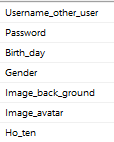 Username_other_user
Password
Birth_day
Gender
Image_back_ground
Image_avatar
Ho_ten